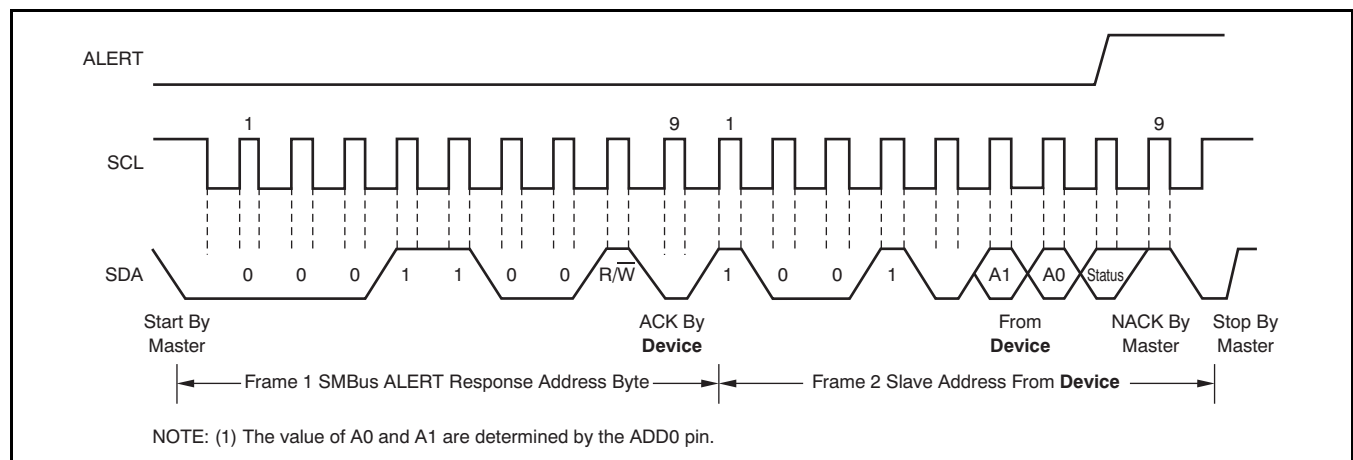 ALERT
1 9 1 9
SCL
SDA 0 0 0 1 1 0 0 R/W̅ 1 0 0 1 A1 A0 Status
Start By Master
ACK By Device
From Device
NACK By Master
Stop By Master
Frame 1 SMBus ALERT Response Address Byte
Frame 2 Slave Address From Device
NOTE: (1) The value of A0 and A1 are determined by the ADD0 pin.